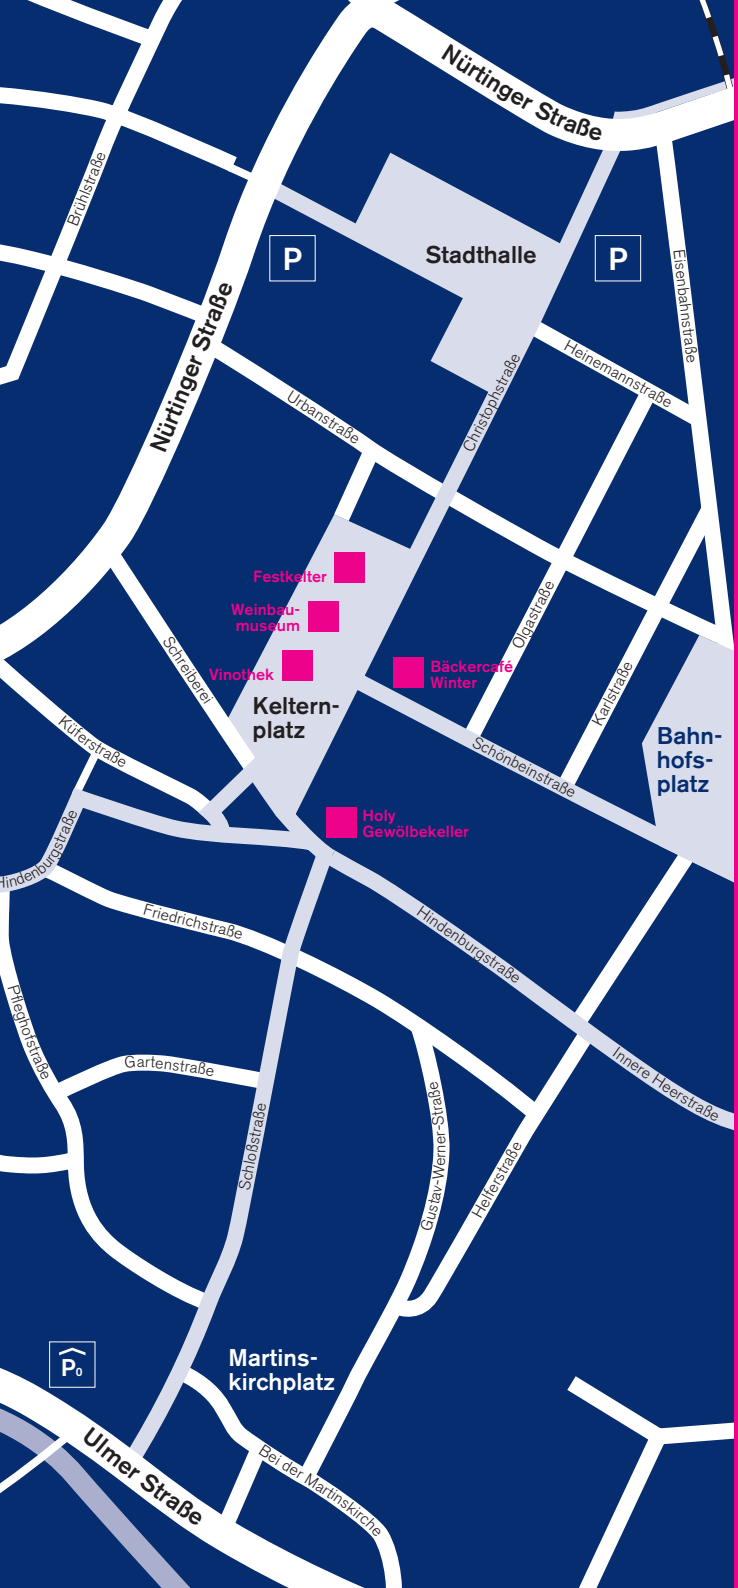 Nürtinger Straße
Brühlstraße
Stadthalle
P
P
Eisenbahnstraße
Nürtinger Straße
Heinemannstraße
Christophstraße
Urbanstraße
Festkelter
Weinbau-
museum
Vinothek
Bäckercafé
Winter
Olgastraße
Karlstraße
Schreiberei
Keltern-
platz
Küferstraße
Schönbeinstraße
Bahn-
hofs-
platz
Holy
Gewölbekeller
Hindenburgstraße
Friedrichstraße
Hindenburgstraße
Pfleghofstraße
Gartenstraße
Innere Heerstraße
Schloßstraße
Gustav-Werner-Straße
Helferstraße
P0
Martins-
kirchplatz
Ulmer Straße
Bei der Martinskirche